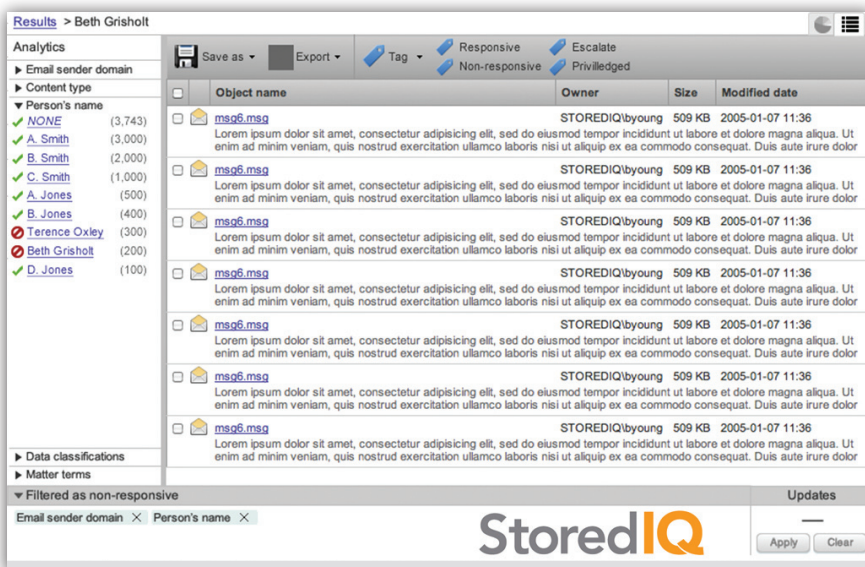 Results > Beth Grisholt
Analytics
Email sender domain
Content type
Person's name
NONE (3,743)
A. Smith (3,000)
B. Smith (2,000)
C. Smith (1,000)
A. Jones (500)
B. Jones (400)
Terence Oxley (300)
Beth Grisholt (200)
D. Jones (100)
Data classifications
Matter terms
Save as Export Tag Responsive Escalate
Non-responsive Priviledged
Object name Owner Size Modified date
msg6.msg STOREDIQ\byoung 509 KB 2005-01-07 11:36
Lorem ipsum dolor sit amet, consectetur adipisicing elit, sed do eiusmod tempor incididunt ut labore et dolore magna aliqua. Ut
enim ad minim veniam, quis nostrud exercitation ullamco laboris nisi ut aliquip ex ea commodo consequat. Duis aute irure dolor
msg6.msg STOREDIQ\byoung 509 KB 2005-01-07 11:36
Lorem ipsum dolor sit amet, consectetur adipisicing elit, sed do eiusmod tempor incididunt ut labore et dolore magna aliqua. Ut
enim ad minim veniam, quis nostrud exercitation ullamco laboris nisi ut aliquip ex ea commodo consequat. Duis aute irure dolor
msg6.msg STOREDIQ\byoung 509 KB 2005-01-07 11:36
Lorem ipsum dolor sit amet, consectetur adipisicing elit, sed do eiusmod tempor incididunt ut labore et dolore magna aliqua. Ut
enim ad minim veniam, quis nostrud exercitation ullamco laboris nisi ut aliquip ex ea commodo consequat. Duis aute irure dolor
msg6.msg STOREDIQ\byoung 509 KB 2005-01-07 11:36
Lorem ipsum dolor sit amet, consectetur adipisicing elit, sed do eiusmod tempor incididunt ut labore et dolore magna aliqua. Ut
enim ad minim veniam, quis nostrud exercitation ullamco laboris nisi ut aliquip ex ea commodo consequat. Duis aute irure dolor
msg6.msg STOREDIQ\byoung 509 KB 2005-01-07 11:36
Lorem ipsum dolor sit amet, consectetur adipisicing elit, sed do eiusmod tempor incididunt ut labore et dolore magna aliqua. Ut
enim ad minim veniam, quis nostrud exercitation ullamco laboris nisi ut aliquip ex ea commodo consequat. Duis aute irure dolor
msg6.msg STOREDIQ\byoung 509 KB 2005-01-07 11:36
Lorem ipsum dolor sit amet, consectetur adipisicing elit, sed do eiusmod tempor incididunt ut labore et dolore magna aliqua. Ut
enim ad minim veniam, quis nostrud exercitation ullamco laboris nisi ut aliquip ex ea commodo consequat. Duis aute irure dolor
msg6.msg STOREDIQ\byoung 509 KB 2005-01-07 11:36
Lorem ipsum dolor sit amet, consectetur adipisicing elit, sed do eiusmod tempor incididunt ut labore et dolore magna aliqua. Ut
enim ad minim veniam, quis nostrud exercitation ullamco laboris nisi ut aliquip ex ea commodo consequat. Duis aute irure dolor
Filtered as non-responsive Updates
Email sender domain × Person's name ×
StoredIQ
Apply Clear